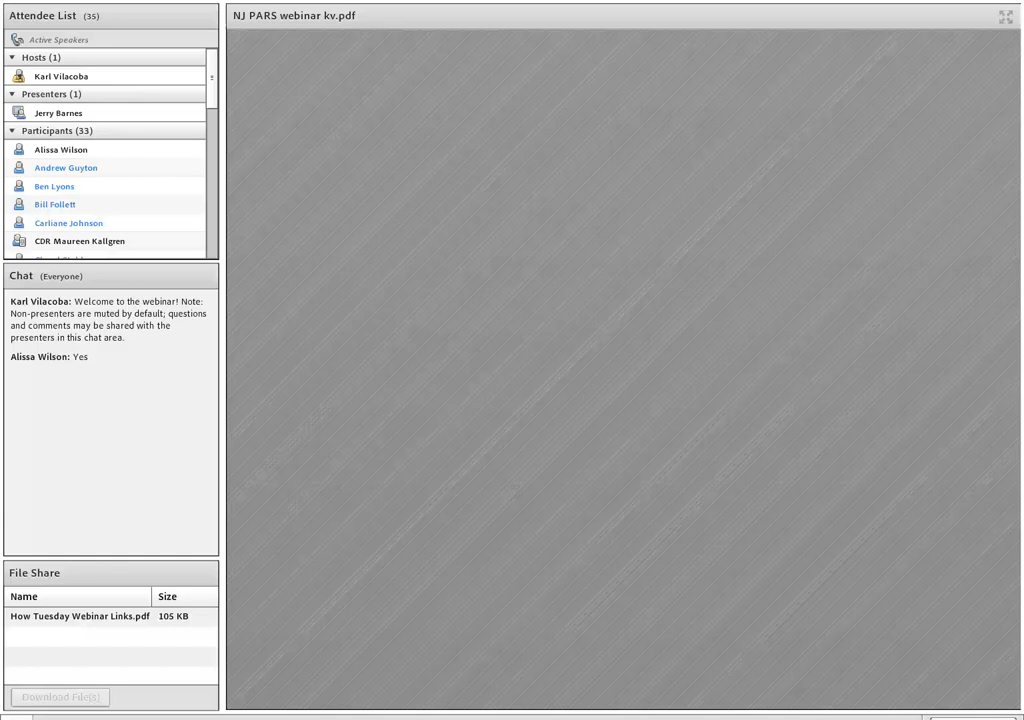 Attendee List (35)
Active Speakers
Hosts (1)
Karl Vilacoba
Presenters (1)
Jerry Barnes
Participants (33)
Alissa Wilson
Andrew Guyton
Ben Lyons
Bill Follett
Carliane Johnson
CDR Maureen Kallgren
Chat (Everyone)
Karl Vilacoba: Welcome to the webinar! Note:
Non-presenters are muted by default; questions
and comments may be shared with the
presenters in this chat area.
Alissa Wilson: Yes
File Share
Name Size
How Tuesday Webinar Links.pdf 105 KB
Download File(s)
NJ PARS webinar kv.pdf